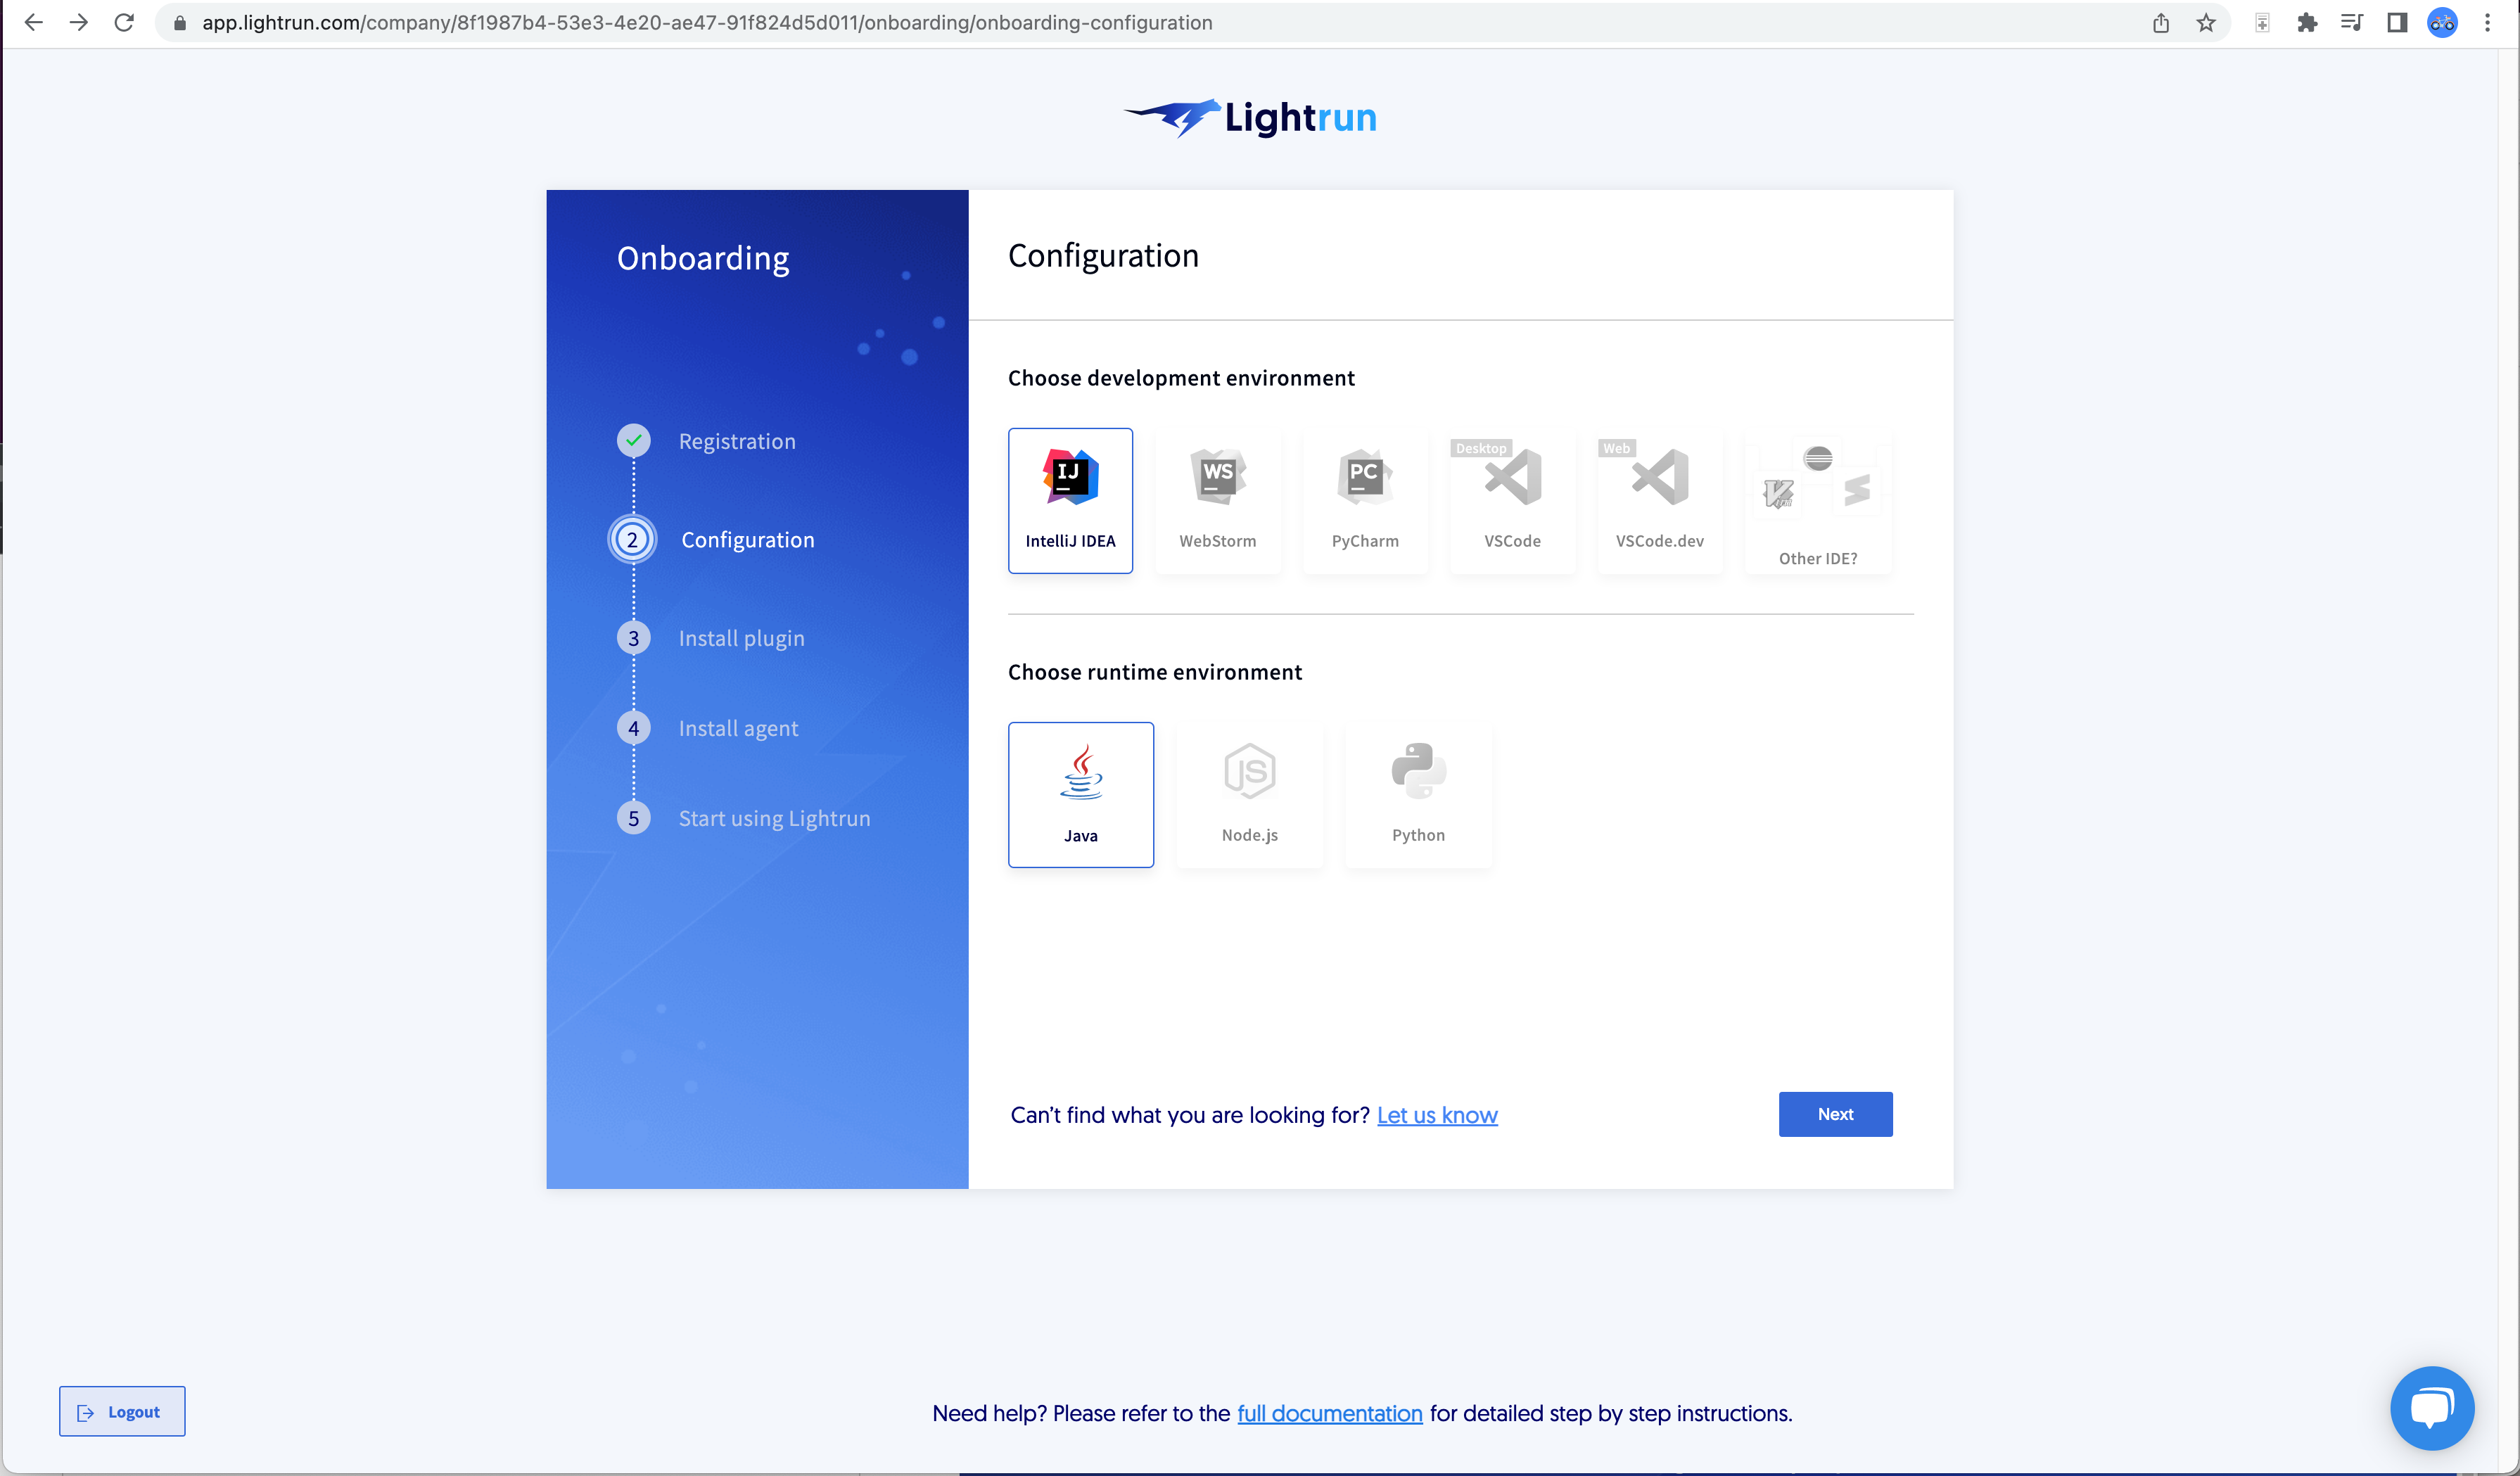 app.lightrun.com/company/8f1987b4-53e3-4e20-ae47-91f824d5d011/onboarding/onboarding-configuration
Lightrun
Onboarding
Registration
2 Configuration
3 Install plugin
4 Install agent
5 Start using Lightrun
Configuration
Choose development environment
IJ
IntelliJ IDEA
WS
WebStorm
PC
PyCharm
Desktop
VSCode
Web
VSCode.dev
Other IDE?
Choose runtime environment
Java
JS
Node.js
Python
Can't find what you are looking for? Let us know
Next
Logout
Need help? Please refer to the full documentation for detailed step by step instructions.